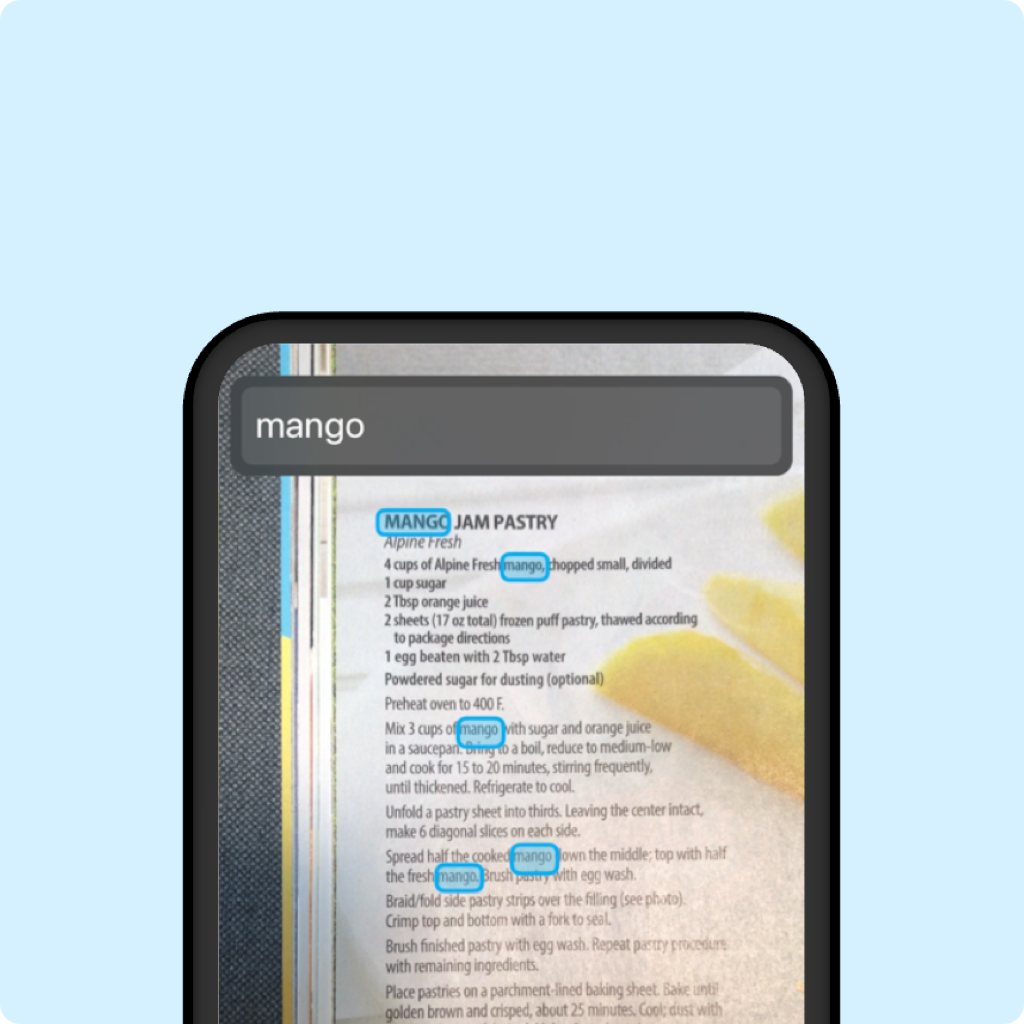 mango
MANGO JAM PASTRY
Alpine Fresh
4 cups of Alpine Fresh mango, chopped small, divided
1 cup sugar
2 Tbsp orange juice
2 sheets (17 oz total) frozen puff pastry, thawed according
to package directions
1 egg beaten with 2 Tbsp water
Powdered sugar for dusting (optional)
Preheat oven to 400 F.
Mix 3 cups of mango with sugar and orange juice
in a saucepan. Bring to a boil, reduce to medium-low
and cook for 15 to 20 minutes, stirring frequently,
until thickened. Refrigerate to cool.
Unfold a pastry sheet into thirds. Leaving the center intact,
make 6 diagonal slices on each side.
Spread half the cooked mango down the middle; top with half
the fresh mango. Brush pastry with egg wash.
Braid/fold side pastry strips over the filling (see photo).
Crimp top and bottom with a fork to seal.
Brush finished pastry with egg wash. Repeat pastry procedure
with remaining ingredients.
Place pastries on a parchment-lined baking sheet. Bake until
golden brown and crisped, about 25 minutes. Cool; dust with